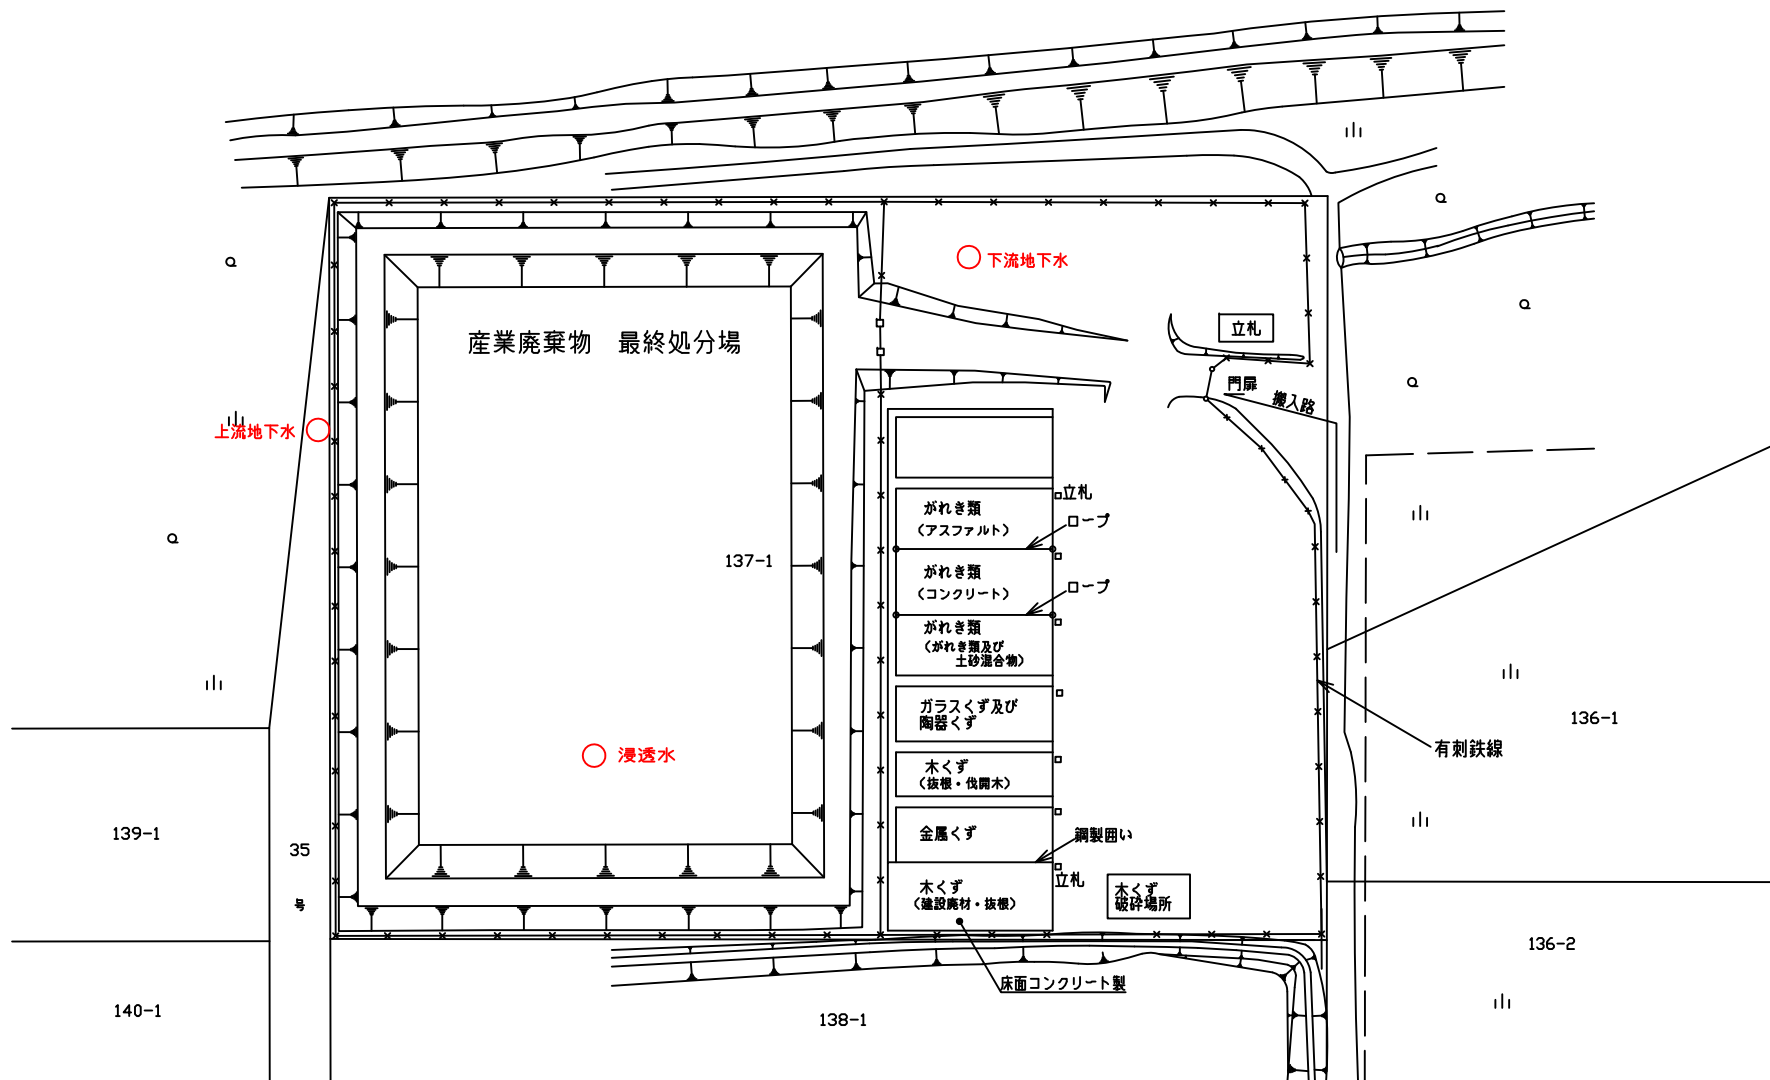 下流地下水
立札
産業廃棄物　最終処分場
門扉
搬入路
上流地下水
立札
がれき類
（アスファルト）
ロープ
137-1
がれき類
（コンクリート）
ロープ
がれき類
（がれき類及び
土砂混合物）
ガラスくず及び
陶器くず
136-1
有刺鉄線
浸透水
木くず
（抜根・伐開木）
139-1
金属くず
鋼製囲い
35
号
立札
木くず
（建設廃材・抜根）
木くず
破砕場所
136-2
床面コンクリート製
140-1
138-1